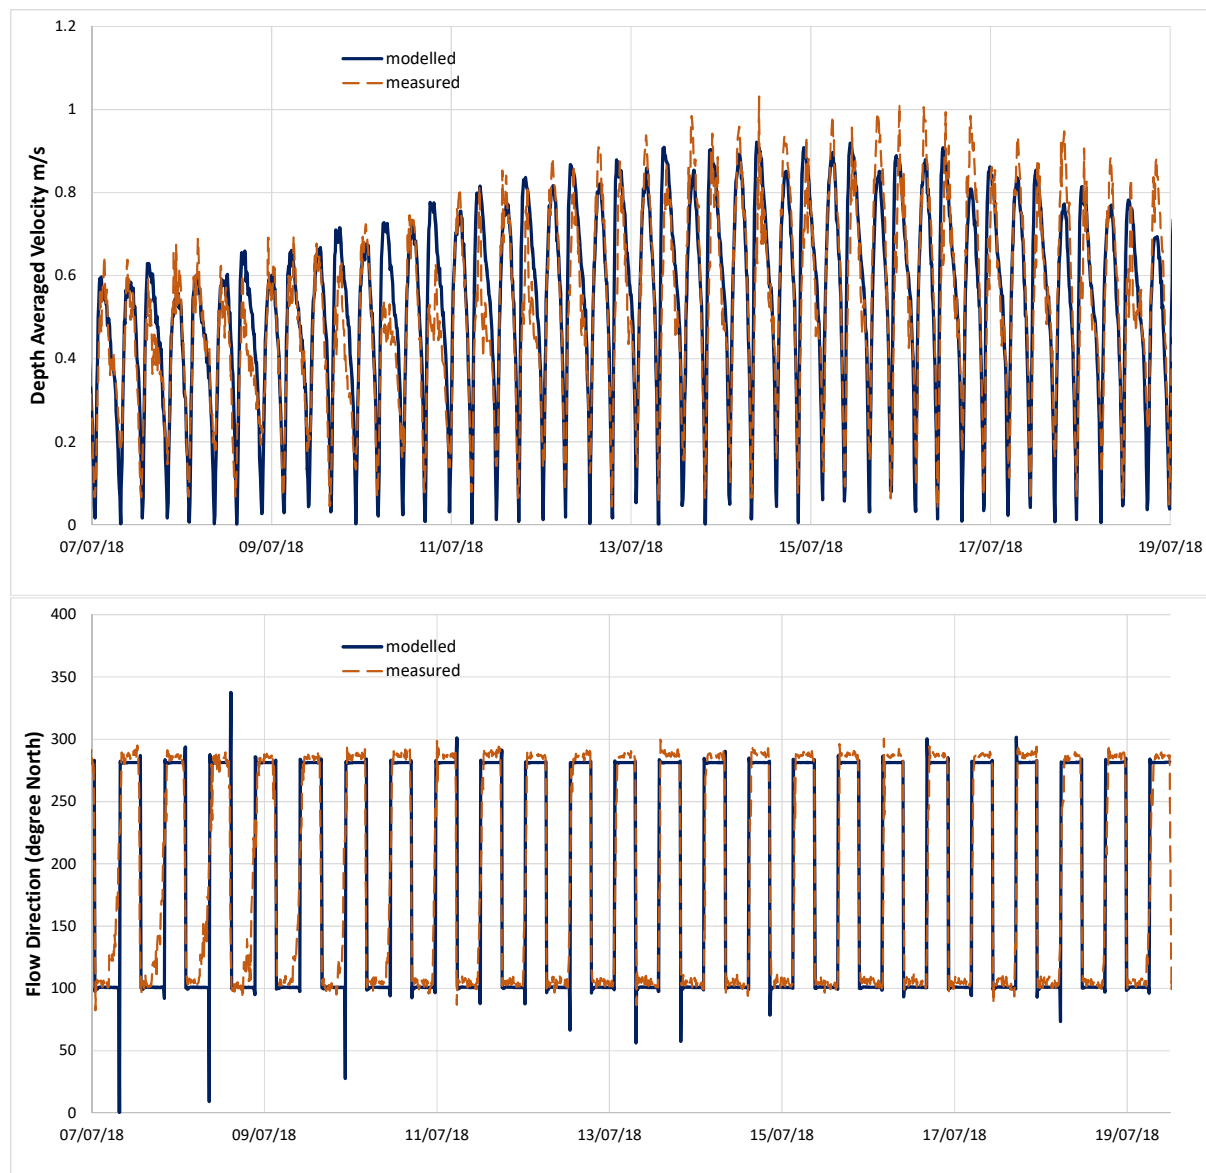 1.2
1
0.8
0.6
0.4
0.2
0
Depth Averaged Velocity m/s
modelled
measured
07/07/18 09/07/18 11/07/18 13/07/18 15/07/18 17/07/18 19/07/18
400
350
300
250
200
150
100
50
0
Flow Direction (degree North)
modelled
measured
07/07/18 09/07/18 11/07/18 13/07/18 15/07/18 17/07/18 19/07/18